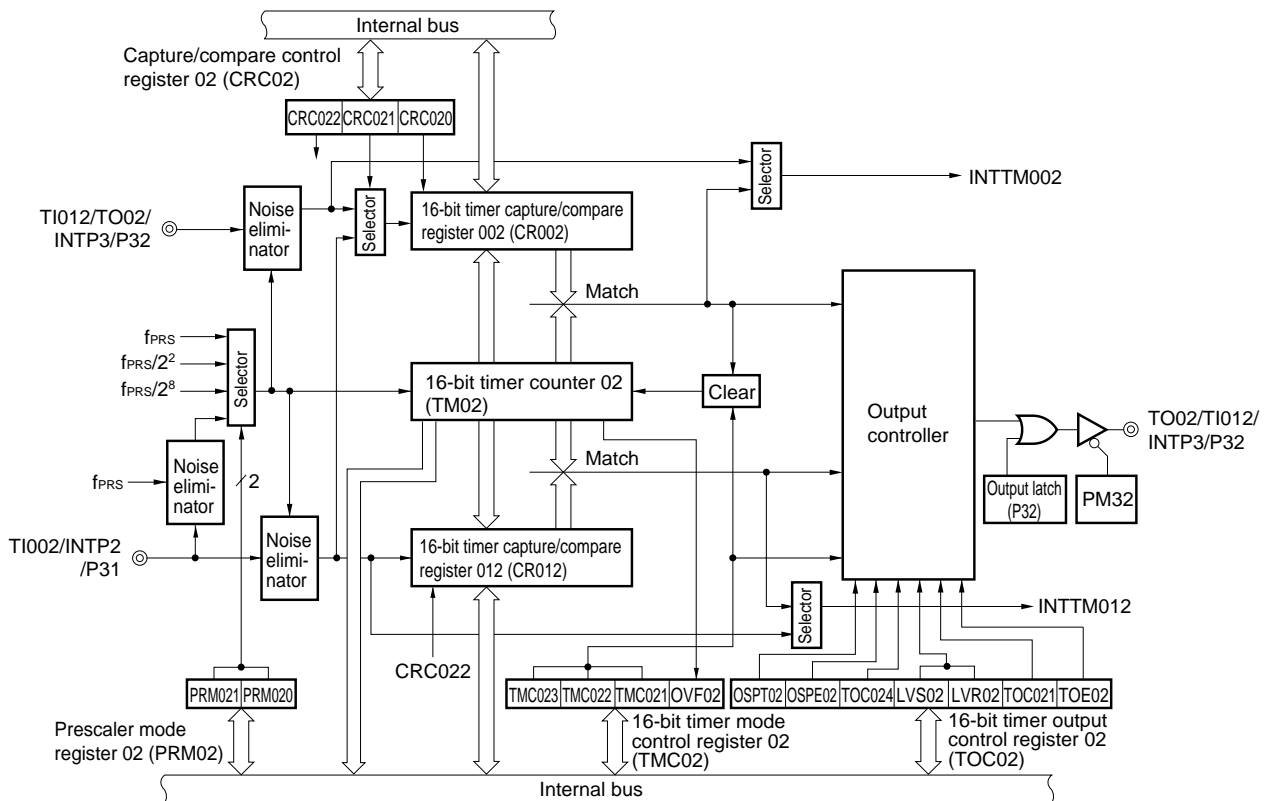 Internal bus
Capture/compare control
register 02 (CRC02)
CRC022 CRC021 CRC020
Selector
INTTM002
TI012/TO02/
INTP3/P32
Noise
elimi-
nator
Selector
16-bit timer capture/compare
register 002 (CR002)
Match
fPRS
fPRS/2²
fPRS/2⁸
Selector
16-bit timer counter 02
(TM02)
Clear
Output
controller
TO02/TI012/
INTP3/P32
Output latch
(P32)
PM32
fPRS
Noise
elimi-
nator
2
Match
TI002/INTP2
/P31
Noise
elimi-
nator
16-bit timer capture/compare
register 012 (CR012)
Selector
INTTM012
CRC022
PRM021 PRM020
TMC023 TMC022 TMC021 OVF02
OSPT02 OSPE02 TOC024 LVS02 LVR02 TOC021 TOE02
Prescaler mode
register 02 (PRM02)
16-bit timer mode
control register 02
(TMC02)
16-bit timer output
control register 02
(TOC02)
Internal bus